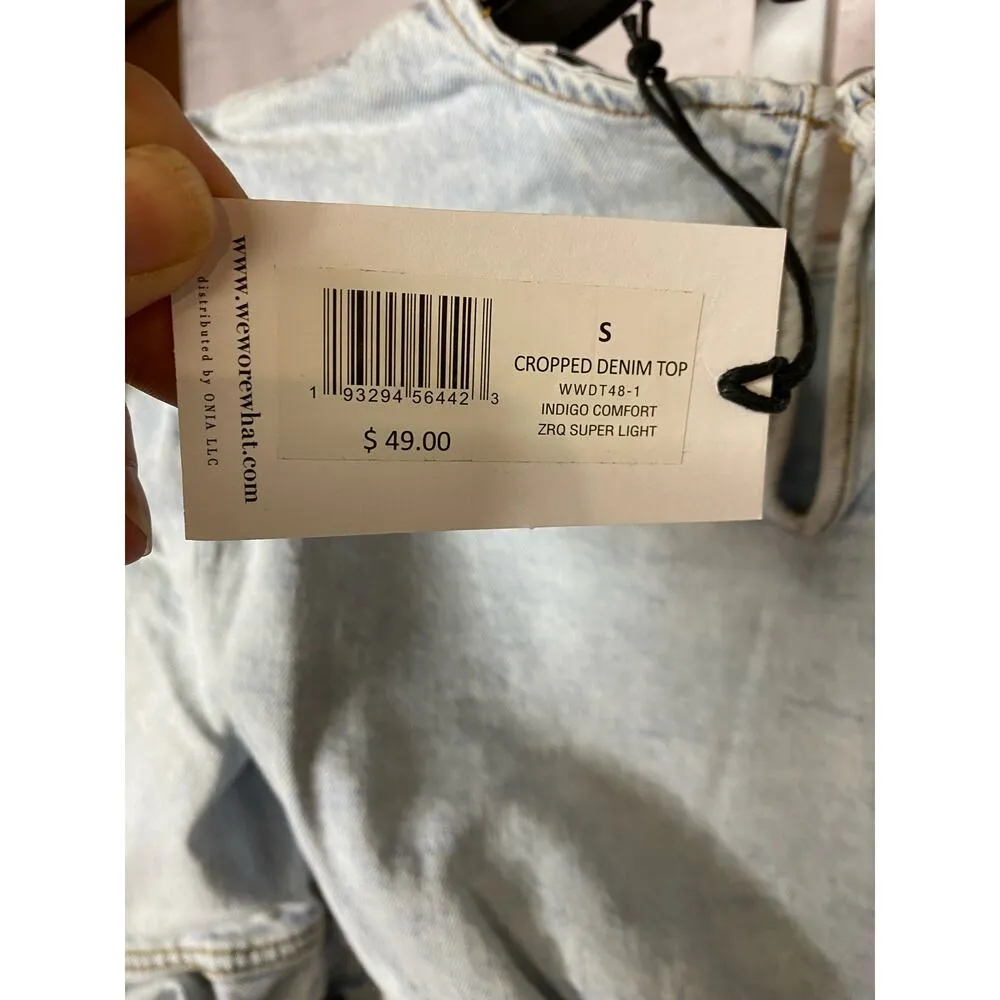 www.weworewhat.com
distributed by ONIA LLC
1 93294 56442 3
$ 49.00
S
CROPPED DENIM TOP
WWDT48-1
INDIGO COMFORT
ZRQ SUPER LIGHT